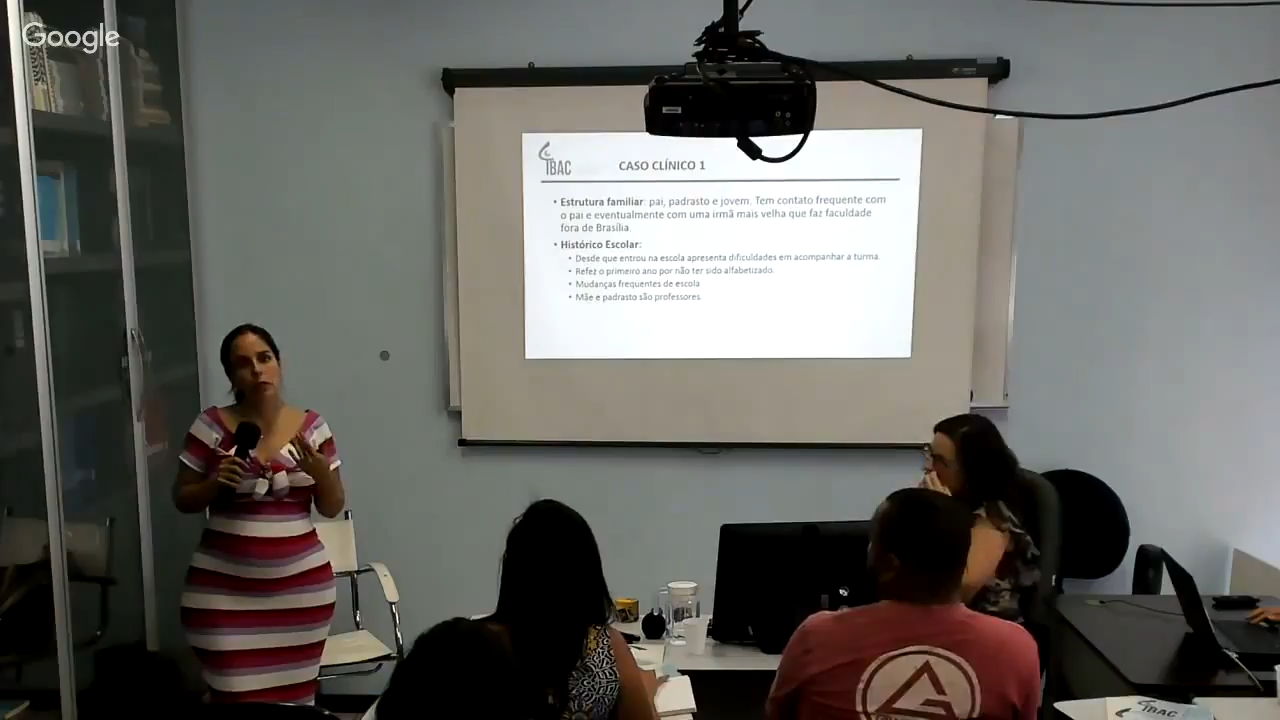 Google
IBAC
CASO CLÍNICO 1
• Estrutura familiar: pai, padrasto e jovem. Tem contato frequente com
o pai e eventualmente com uma irmã mais velha que faz faculdade
fora de Brasília.
• Histórico Escolar:
• Desde que entrou na escola apresenta dificuldades em acompanhar a turma.
• Refez o primeiro ano por não ter sido alfabetizado.
• Mudanças frequentes de escola
• Mãe e padrasto são professores
IBAC